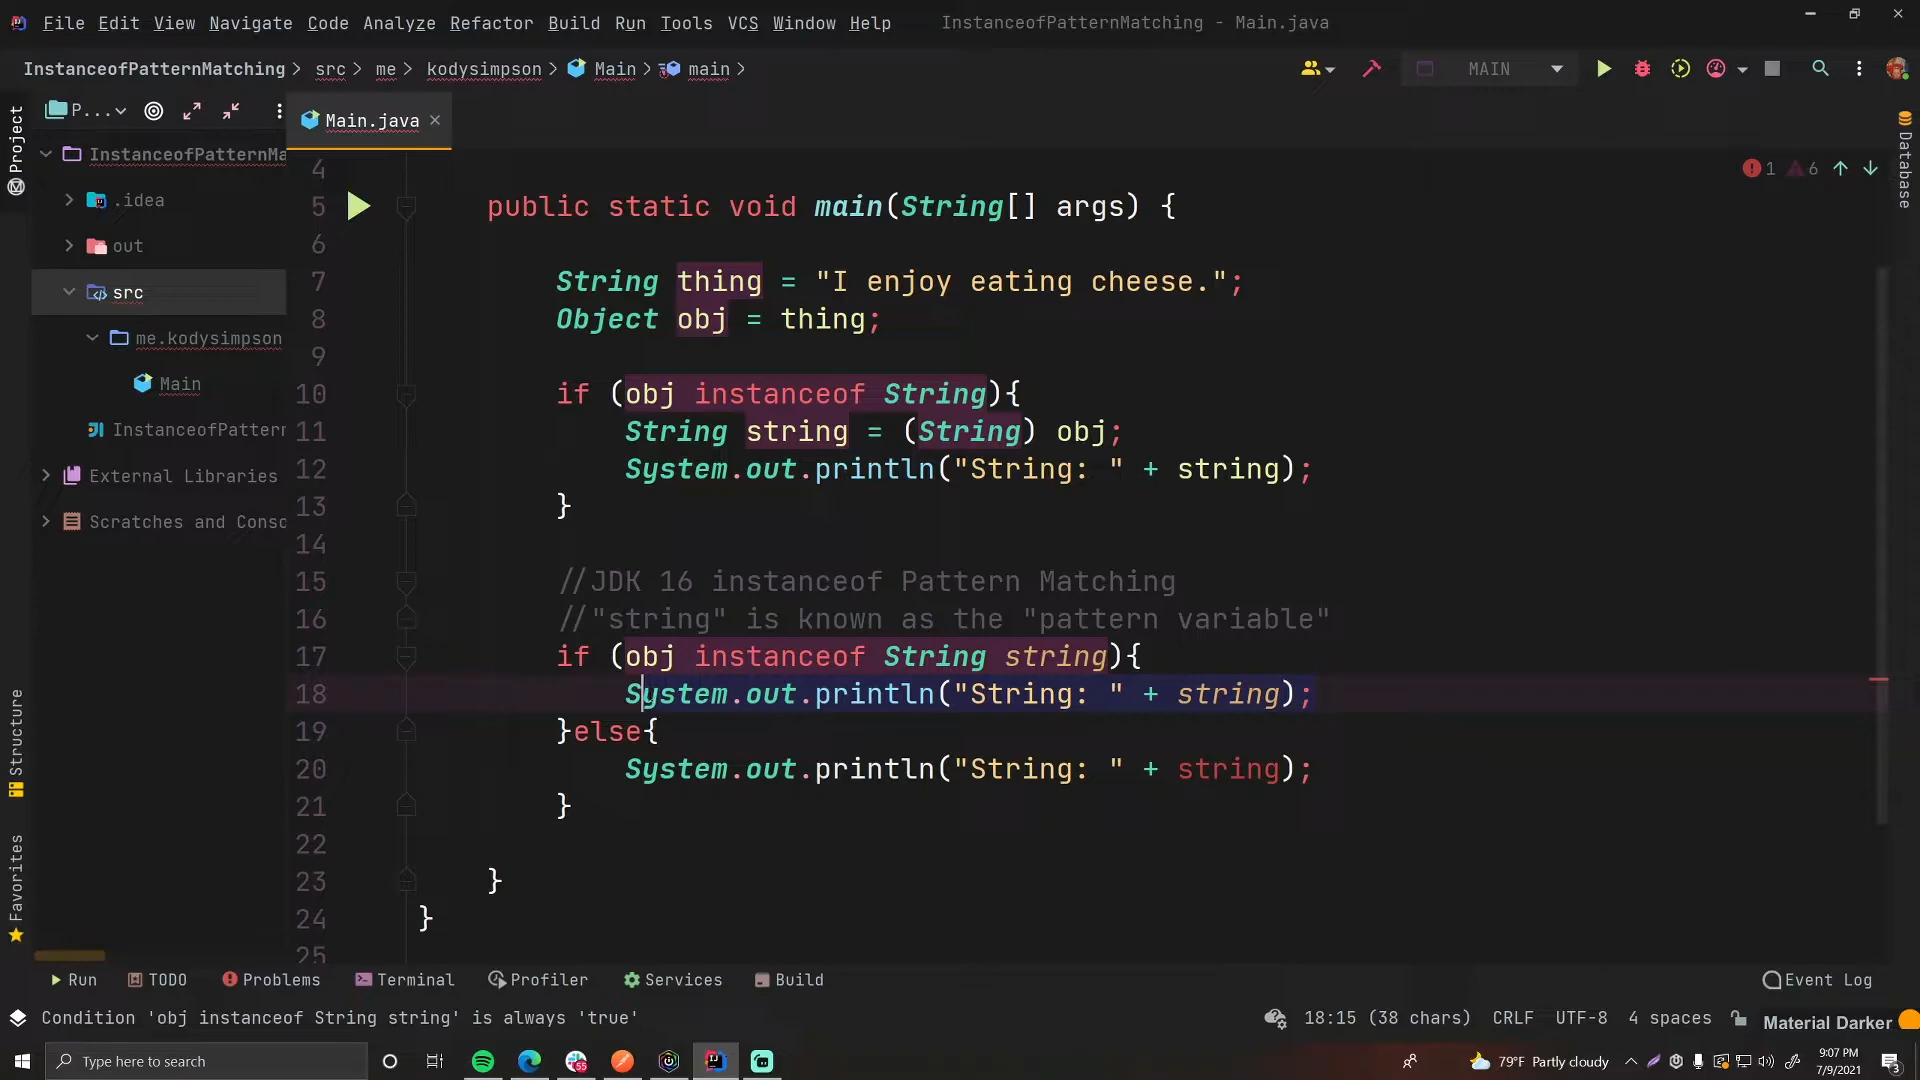 File Edit View Navigate Code Analyze Refactor Build Run Tools VCS Window Help InstanceofPatternMatching - Main.java
InstanceofPatternMatching src me kodysimpson Main main MAIN
P... Main.java
Project
Database
InstanceofPatternMa
.idea
out
src
me.kodysimpson
Main
InstanceofPatterr
External Libraries
Scratches and Conso
Structure
Favorites
1 6
4
5 public static void main(String[] args) {
6
7 String thing = "I enjoy eating cheese.";
8 Object obj = thing;
9
10 if (obj instanceof String){
11 String string = (String) obj;
12 System.out.println("String: " + string);
13 }
14
15 //JDK 16 instanceof Pattern Matching
16 //"string" is known as the "pattern variable"
17 if (obj instanceof String string){
18 System.out.println("String: " + string);
19 }else{
20 System.out.println("String: " + string);
21 }
22
23 }
24 }
25
Run TODO Problems Terminal Profiler Services Build Event Log
Condition 'obj instanceof String string' is always 'true' 18:15 (38 chars) CRLF UTF-8 4 spaces Material Darker
Type here to search 55 79°F Partly cloudy 9:07 PM
7/9/2021 3